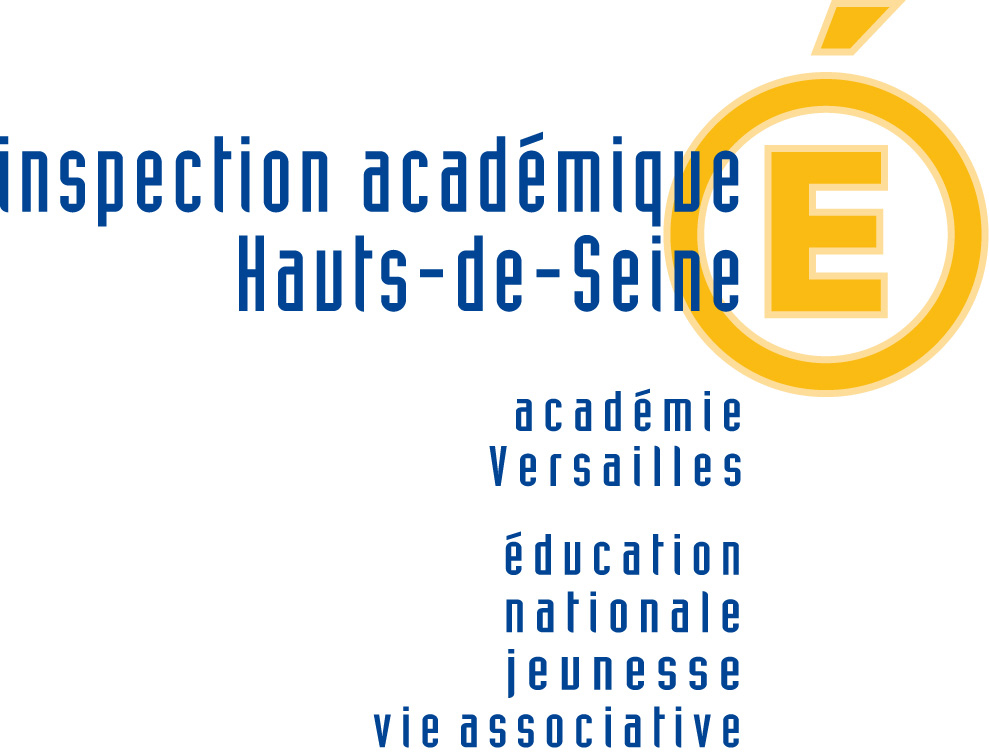 É
inspection académique
Hauts-de-Seine
académie
Versailles
éducation
nationale
jeunesse
vie associative